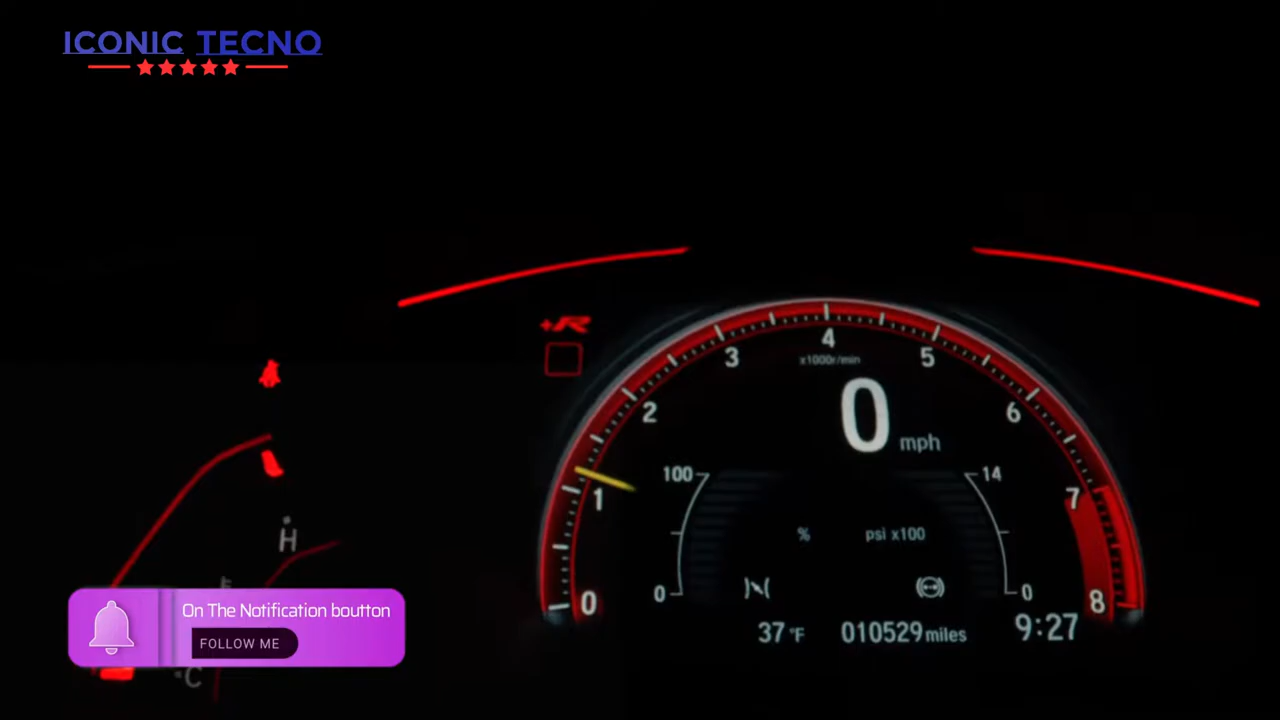 ICONIC TECNO
+R
4
3
5
x1000r/min
2
0
6
mph
100
14
1
7
H
%
psi x100
0
0
0
8
On The Notification boutton
FOLLOW ME
37 °F
010529 miles
9:27
C